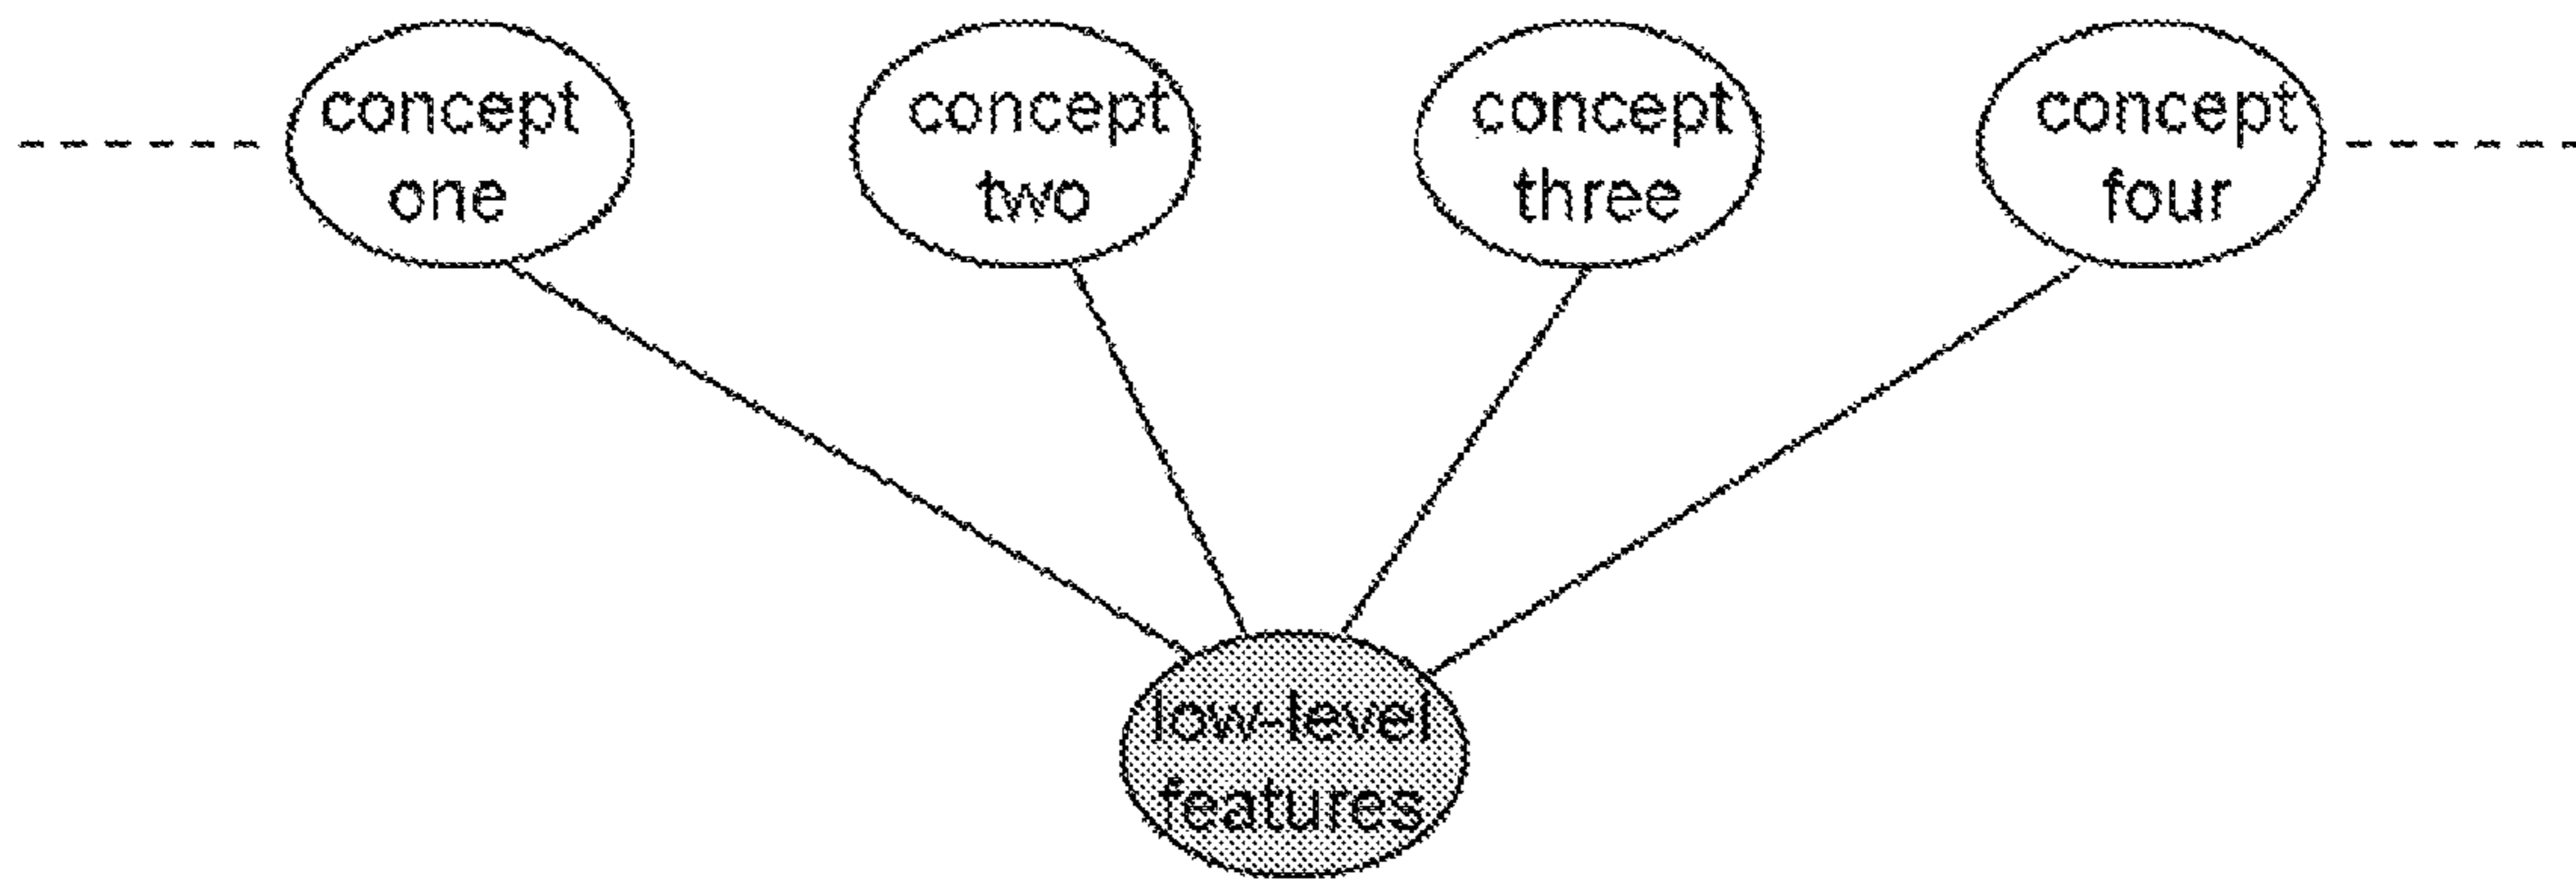 concept
one
concept
two
concept
three
concept
four
low-level
features